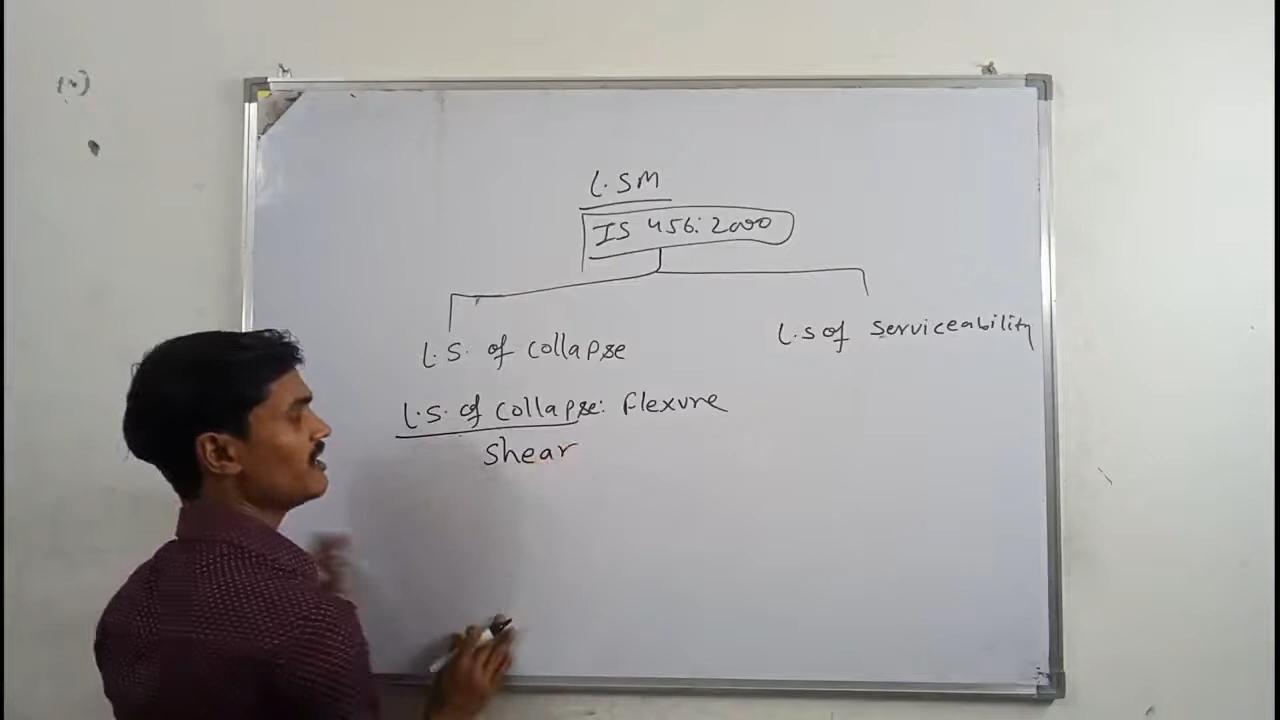 L.SM
IS 456:2000
L.S. of collapse
L.S of serviceability
L.S. of collapse: Flexure
shear